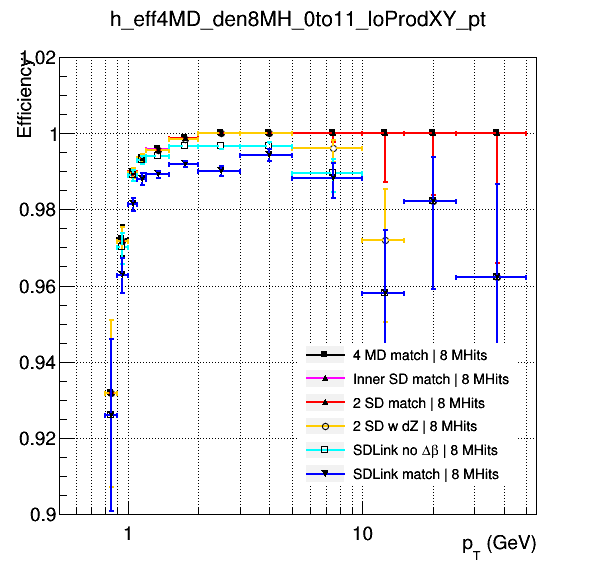 h_eff4MD_den8MH_0to11_loProdXY_pt
Efficiency
1.02
1
0.98
0.96
0.94
0.92
0.9
4 MD match | 8 MHits
Inner SD match | 8 MHits
2 SD match | 8 MHits
2 SD w dZ | 8 MHits
SDLink no Δβ | 8 MHits
SDLink match | 8 MHits
1 10
p_T (GeV)